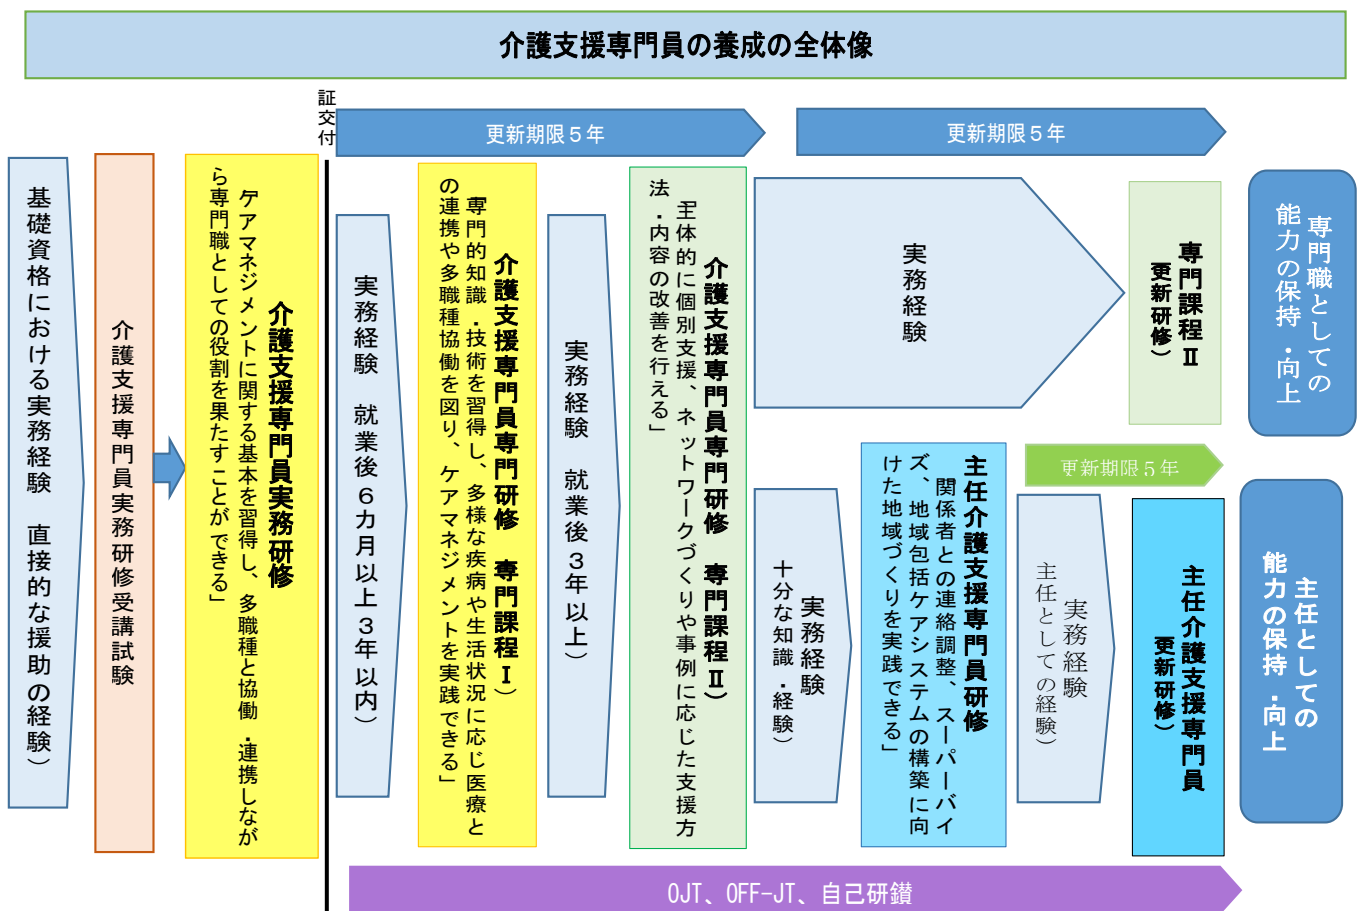 介護支援専門員の養成の全体像
証交付
更新期限５年
更新期限５年
基礎資格における実務経験　直接的な援助の経験）
介護支援専門員実務研修受講試験
介護支援専門員実務研修
「ケアマネジメントに関する基本を習得し、多職種と協働・連携しなが
ら専門職としての役割を果たすことができる」
実務経験　就業後６カ月以上３年以内）
介護支援専門員専門研修　専門課程Ⅰ）
「専門的知識・技術を習得し、多様な疾病や生活状況に応じ医療と
の連携や多職種協働を図り、ケアマネジメントを実践できる」
実務経験　就業後３年以上）
介護支援専門員専門研修　専門課程Ⅱ）
「主体的に個別支援、ネットワークづくりや事例に応じた支援方
法・内容の改善を行える」
実務経験
専門課程Ⅱ
更新研修）
専門職としての
能力の保持・向上
実務経験
十分な知識・経験）
主任介護支援専門員研修
「関係者との連絡調整、スーパーバイ
ズ、地域包括ケアシステムの構築に向
けた地域づくりを実践できる」
更新期限５年
実務経験
主任としての経験）
主任介護支援専門員
更新研修）
主任としての
能力の保持・向上
OJT、OFF-JT、自己研鑚